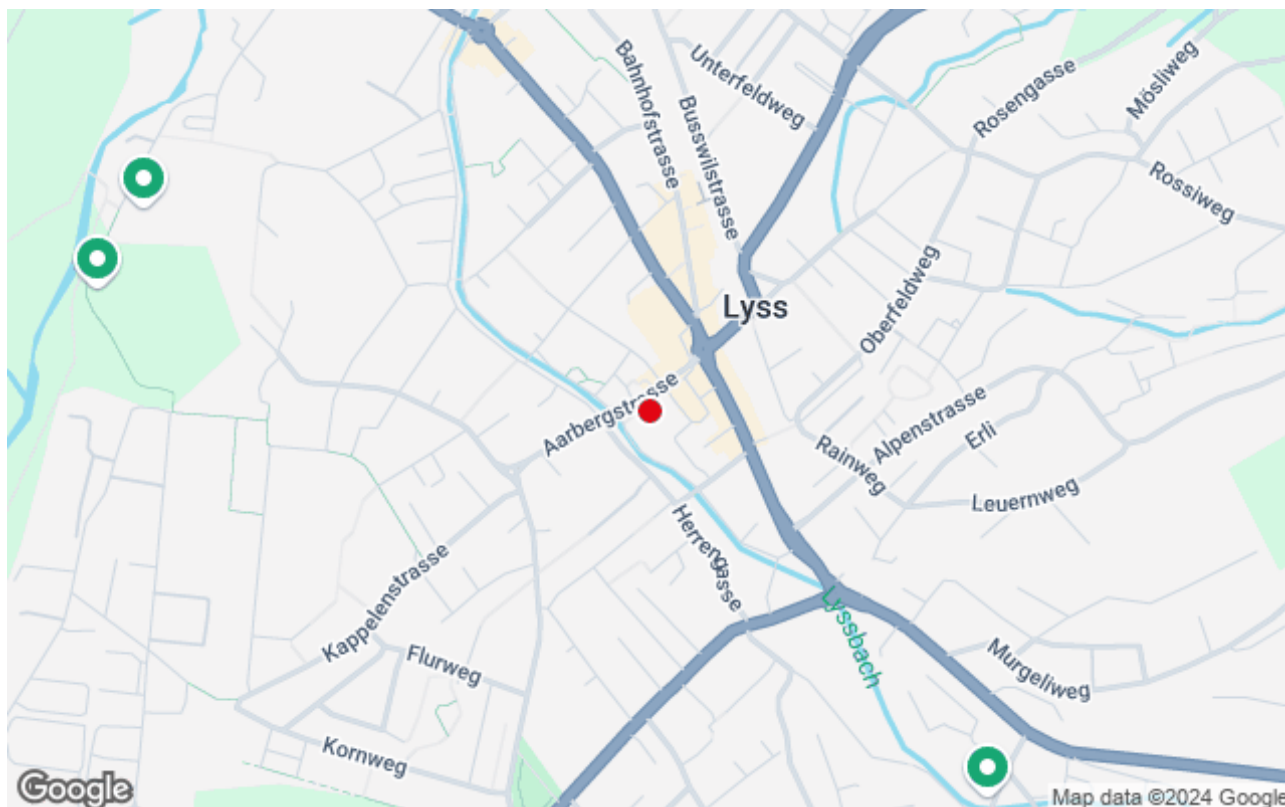 Bahnhofstrasse
Unterfeldweg
Busswilstrasse
Rosengasse
Mösliweg
Rossiweg
Lyss
Oberfeldweg
Aarbergstrasse
Alpenstrasse
Erli
Rainweg
Leuernweg
Herrengasse
Kappelenstrasse
Lyssbach
Flurweg
Murgeliweg
Kornweg
Google
Map data ©2024 Google